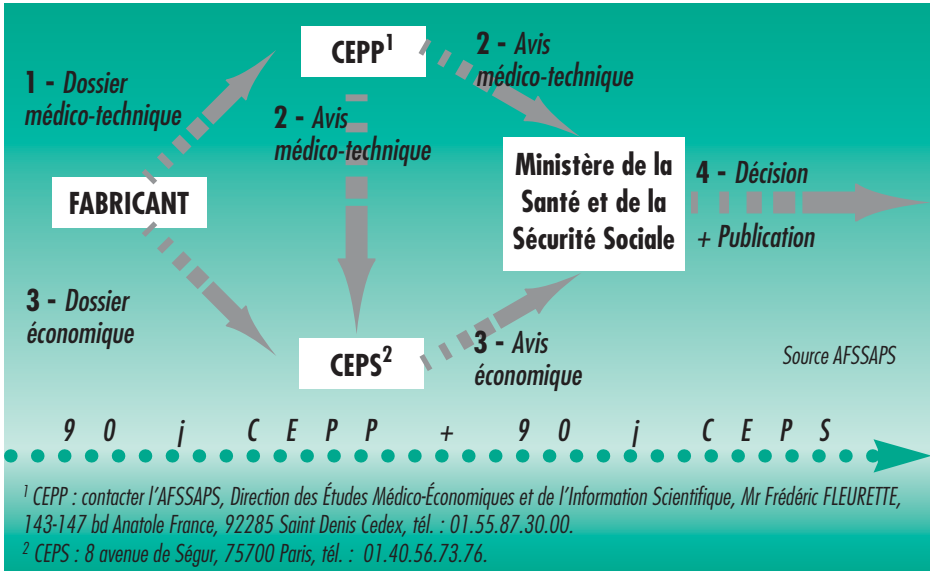 CEPP1
2 - Avis
médico-technique
1 - Dossier
médico-technique
2 - Avis
médico-technique
FABRICANT
Ministère de la
Santé et de la
Sécurité Sociale
4 - Décision
+ Publication
3 - Dossier
économique
CEPS2
3 - Avis
économique
Source AFSSAPS
90 j CEPP + 90 j CEPS
1 CEPP : contacter l'AFSSAPS, Direction des Études Médico-Économiques et de l'Information Scientifique, Mr Frédéric FLEURETTE,
143-147 bd Anatole France, 92285 Saint Denis Cedex, tél. : 01.55.87.30.00.
2 CEPS : 8 avenue de Ségur, 75700 Paris, tél. : 01.40.56.73.76.